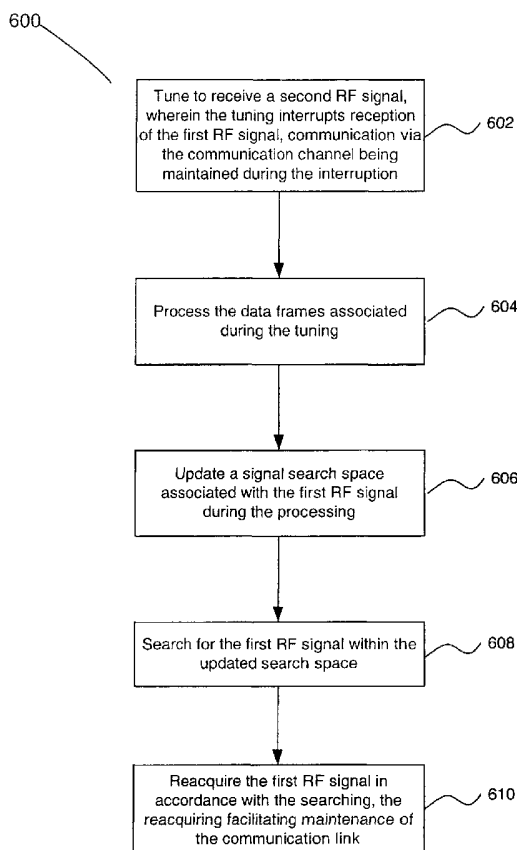 600
Tune to receive a second RF signal,
wherein the tuning interrupts reception
of the first RF signal, communication via
the communication channel being
maintained during the interruption
602
Process the data frames associated
during the tuning
604
Update a signal search space
associated with the first RF signal
during the processing
606
Search for the first RF signal within the
updated search space
608
Reacquire the first RF signal in
accordance with the searching, the
reacquiring facilitating maintenance of
the communication link
610